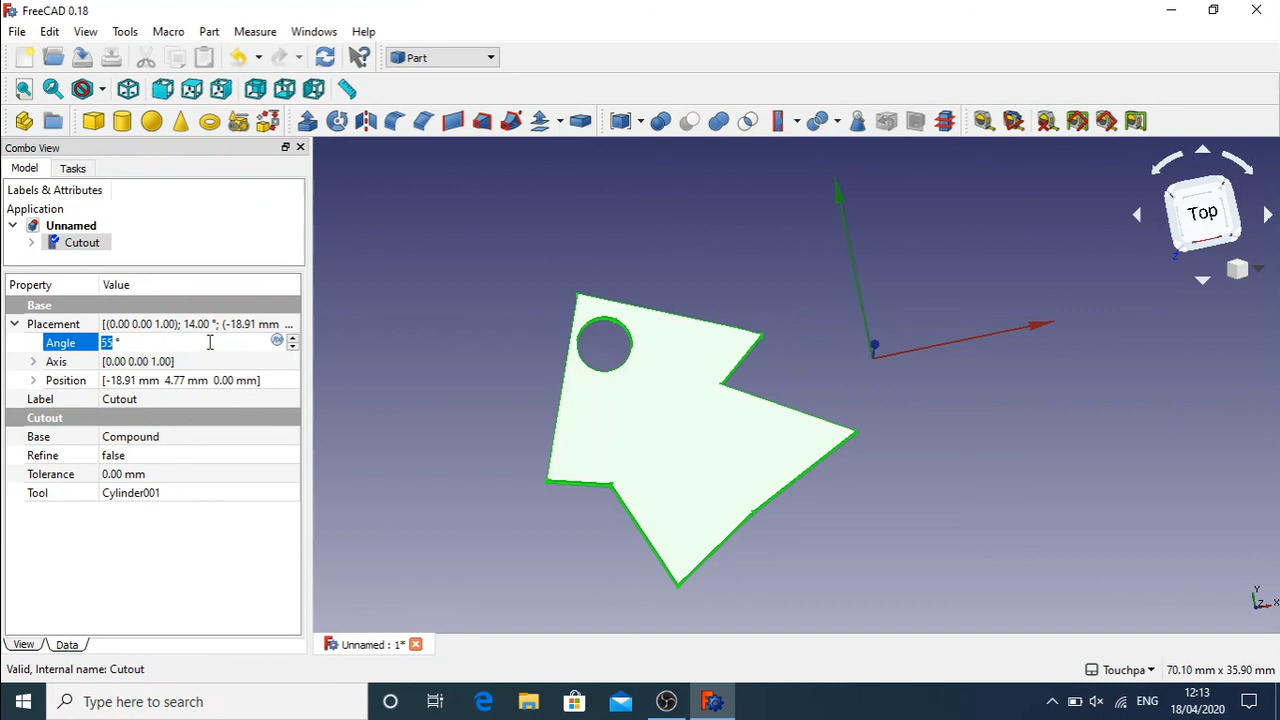 FreeCAD 0.18
File Edit View Tools Macro Part Measure Windows Help
Part
Combo View
Model Tasks
Labels & Attributes
Application
Unnamed
Cutout
Property Value
Base
Placement [(0.00 0.00 1.00); 14.00 °; (-18.91 mm ...
Angle 55 °
Axis [0.00 0.00 1.00]
Position [-18.91 mm 4.77 mm 0.00 mm]
Label Cutout
Cutout
Base Compound
Refine false
Tolerance 0.00 mm
Tool Cylinder001
Top
Z
Y
Z X
View Data
Unnamed : 1*
Valid, Internal name: Cutout
Touchpa 70.10 mm x 35.90 mm
Type here to search
ENG
12:13
18/04/2020